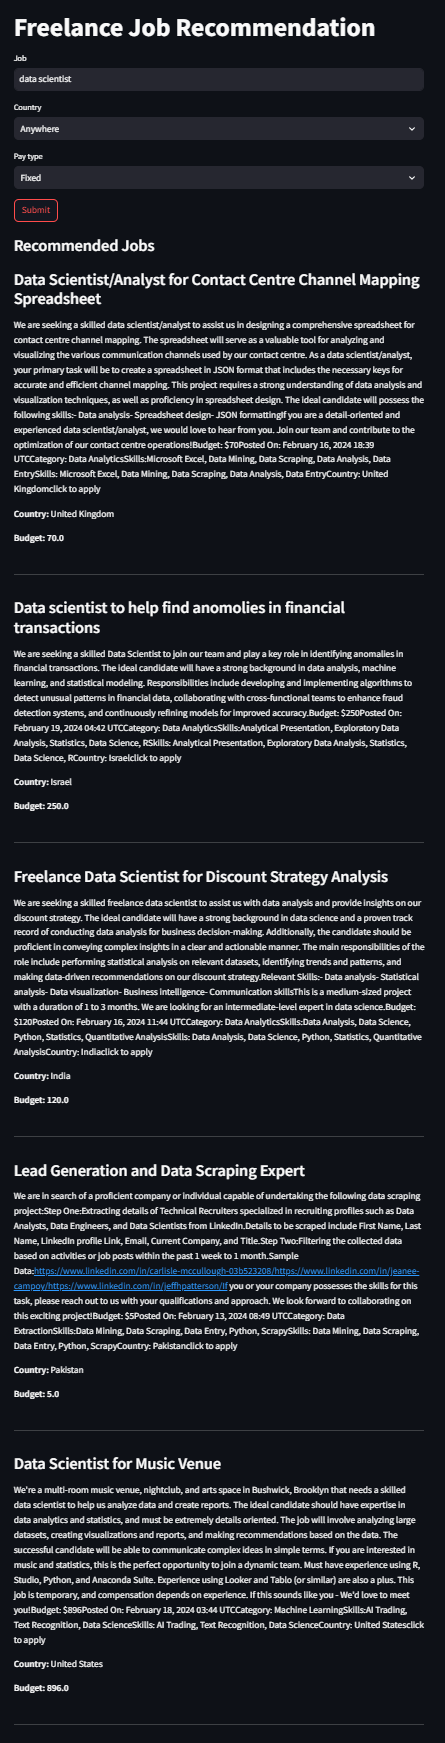 Freelance Job Recommendation
Job
data scientist
Country
Anywhere
Pay type
Fixed
Submit
Recommended Jobs
Data Scientist/Analyst for Contact Centre Channel Mapping
Spreadsheet
We are seeking a skilled data scientist/analyst to assist us in designing a comprehensive spreadsheet for
contact centre channel mapping. The spreadsheet will serve as a valuable tool for analyzing and
visualizing the various communication channels used by our contact centre. As a data scientist/analyst,
your primary task will be to create a spreadsheet in JSON format that includes the necessary keys for
accurate and efficient channel mapping. This project requires a strong understanding of data analysis and
visualization techniques, as well as proficiency in spreadsheet design. The ideal candidate will possess the
following skills:- Data analysis- Spreadsheet design- JSON formattingIf you are a detail-oriented and
experienced data scientist/analyst, we would love to hear from you. Join our team and contribute to the
optimization of our contact centre operations!Budget: $70Posted On: February 16, 2024 18:39
UTCCategory: Data AnalyticsSkills:Microsoft Excel, Data Mining, Data Scraping, Data Analysis, Data
EntrySkills: Microsoft Excel, Data Mining, Data Scraping, Data Analysis, Data EntryCountry: United
Kingdomclick to apply
Country: United Kingdom
Budget: 70.0
Data scientist to help find anomolies in financial
transactions
We are seeking a skilled Data Scientist to join our team and play a key role in identifying anomalies in
financial transactions. The ideal candidate will have a strong background in data analysis, machine
learning, and statistical modeling. Responsibilities include developing and implementing algorithms to
detect unusual patterns in financial data, collaborating with cross-functional teams to enhance fraud
detection systems, and continuously refining models for improved accuracy.Budget: $250Posted On:
February 19, 2024 04:42 UTCCategory: Data AnalyticsSkills:Analytical Presentation, Exploratory Data
Analysis, Statistics, Data Science, RSkills: Analytical Presentation, Exploratory Data Analysis, Statistics,
Data Science, RCountry: Israelclick to apply
Country: Israel
Budget: 250.0
Freelance Data Scientist for Discount Strategy Analysis
We are seeking a skilled freelance data scientist to assist us with data analysis and provide insights on our
discount strategy. The ideal candidate will have a strong background in data science and a proven track
record of conducting data analysis for business decision-making. Additionally, the candidate should be
proficient in conveying complex insights in a clear and actionable manner. The main responsibilities of the
role include performing statistical analysis on relevant datasets, identifying trends and patterns, and
making data-driven recommendations on our discount strategy.Relevant Skills:- Data analysis- Statistical
analysis- Data visualization- Business intelligence- Communication skillsThis is a medium-sized project
with a duration of 1 to 3 months. We are looking for an intermediate-level expert in data science.Budget:
$120Posted On: February 16, 2024 11:44 UTCCategory: Data AnalyticsSkills:Data Analysis, Data Science,
Python, Statistics, Quantitative AnalysisSkills: Data Analysis, Data Science, Python, Statistics, Quantitative
AnalysisCountry: Indiaclick to apply
Country: India
Budget: 120.0
Lead Generation and Data Scraping Expert
We are in search of a proficient company or individual capable of undertaking the following data scraping
project:Step One:Extracting details of Technical Recruiters specialized in recruiting profiles such as Data
Analysts, Data Engineers, and Data Scientists from LinkedIn.Details to be scraped include First Name, Last
Name, LinkedIn profile Link, Email, Current Company, and Title.Step Two:Filtering the collected data
based on activities or job posts within the past 1 week to 1 month.Sample
Data:https://www.linkedin.com/in/carlisle-mccullough-03b523208/https://www.linkedin.com/in/jeanee-
campoy/https://www.linkedin.com/in/jeffhpatterson/If you or your company possesses the skills for this
task, please reach out to us with your qualifications and approach. We look forward to collaborating on
this exciting project!Budget: $5Posted On: February 13, 2024 08:49 UTCCategory: Data
ExtractionSkills:Data Mining, Data Scraping, Data Entry, Python, ScrapySkills: Data Mining, Data Scraping,
Data Entry, Python, ScrapyCountry: Pakistanclick to apply
Country: Pakistan
Budget: 5.0
Data Scientist for Music Venue
We're a multi-room music venue, nightclub, and arts space in Bushwick, Brooklyn that needs a skilled
data scientist to help us analyze data and create reports. The ideal candidate should have expertise in
data analytics and statistics, and must be extremely details oriented. The job will involve analyzing large
datasets, creating visualizations and reports, and making recommendations based on the data. The
successful candidate will be able to communicate complex ideas in simple terms. If you are interested in
music and statistics, this is the perfect opportunity to join a dynamic team. Must have experience using R,
Studio, Python, and Anaconda Suite. Experience using Looker and Tablo (or similar) are also a plus. This
job is temporary, and compensation depends on experience. If this sounds like you - We'd love to meet
you!Budget: $896Posted On: February 18, 2024 03:44 UTCCategory: Machine LearningSkills:AI Trading,
Text Recognition, Data ScienceSkills: AI Trading, Text Recognition, Data ScienceCountry: United Statesclick
to apply
Country: United States
Budget: 896.0